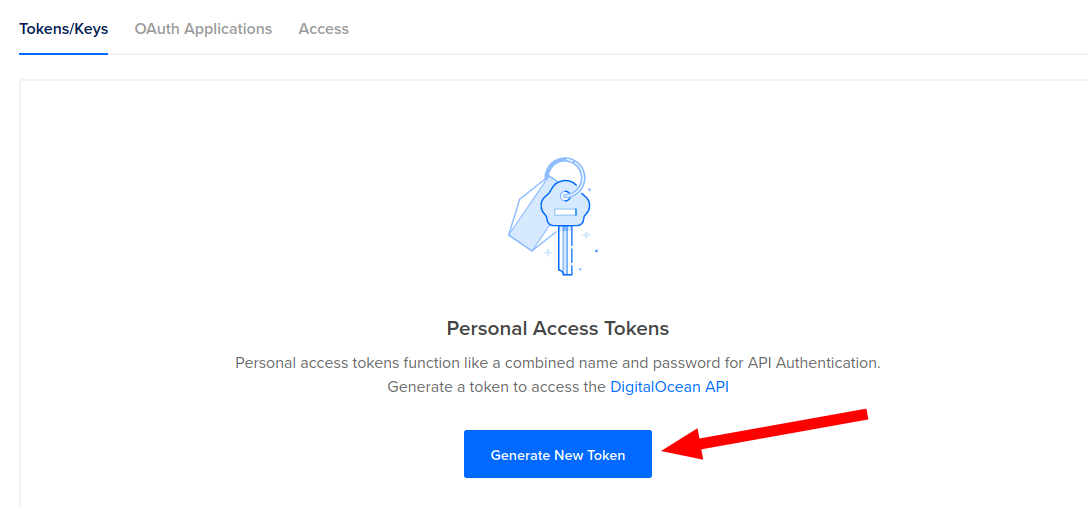 Tokens/Keys OAuth Applications Access
Personal Access Tokens
Personal access tokens function like a combined name and password for API Authentication.
Generate a token to access the DigitalOcean API
Generate New Token